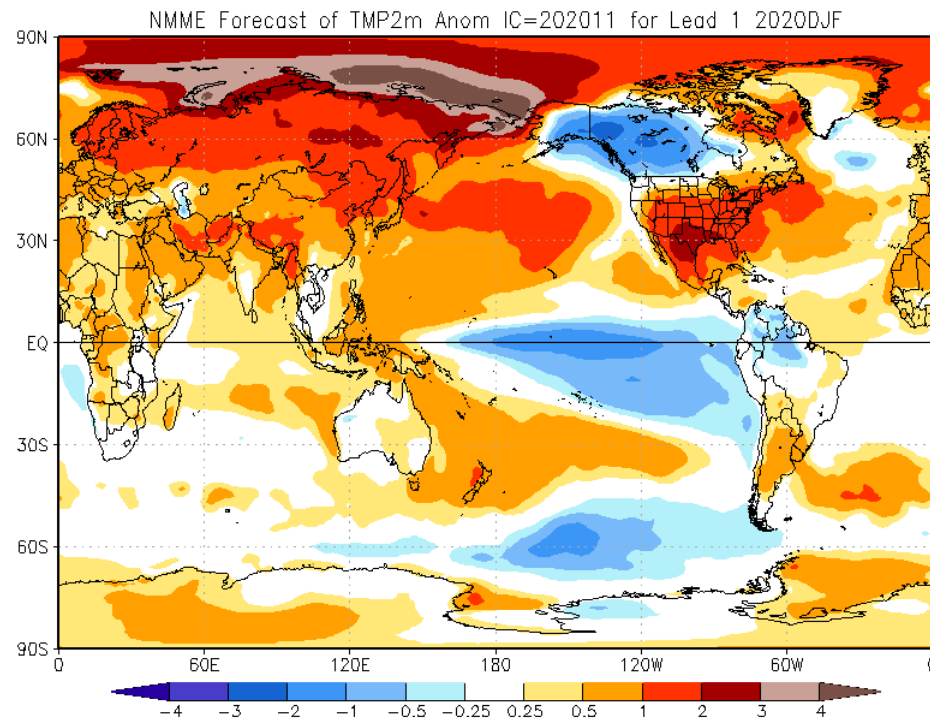 NMME Forecast of TMP2m Anom IC=202011 for Lead 1 2020DJF
90N
60N
30N
EQ
30S
60S
90S
0 60E 120E 180 120W 60W 0
-4 -3 -2 -1 -0.5 -0.25 0.25 0.5 1 2 3 4